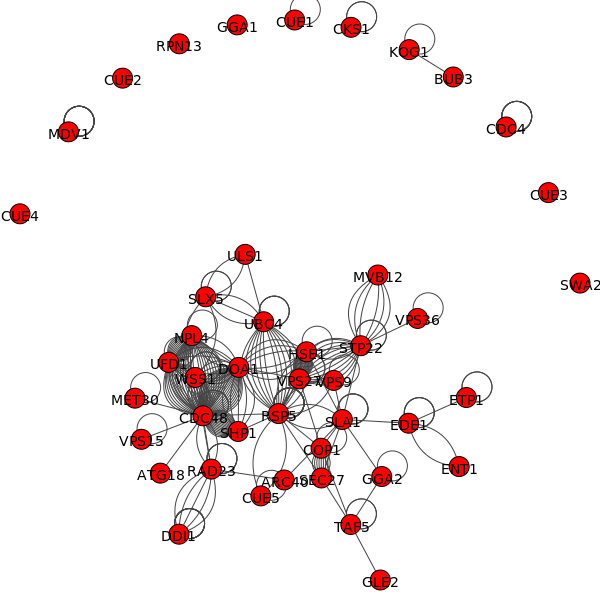 CUE1
CKS1
GGA1
RPN13
KOG1
BUB3
CUE2
MDV1
CDC4
CUE3
CUE4
SWA2
ULS1
MVB12
SLX5
VPS36
UBC4
NPL4
STP22
HSE1
UFD1
DOA1
WSS1
VPS27
VPS9
MET30
ETP1
CDC48
RSP5
SLA1
EDE1
SHP1
VPS15
COP1
ENT1
ATG18
RAD23
ARC40
SEC27
GGA2
CUE5
TAF5
DDI1
GLE2